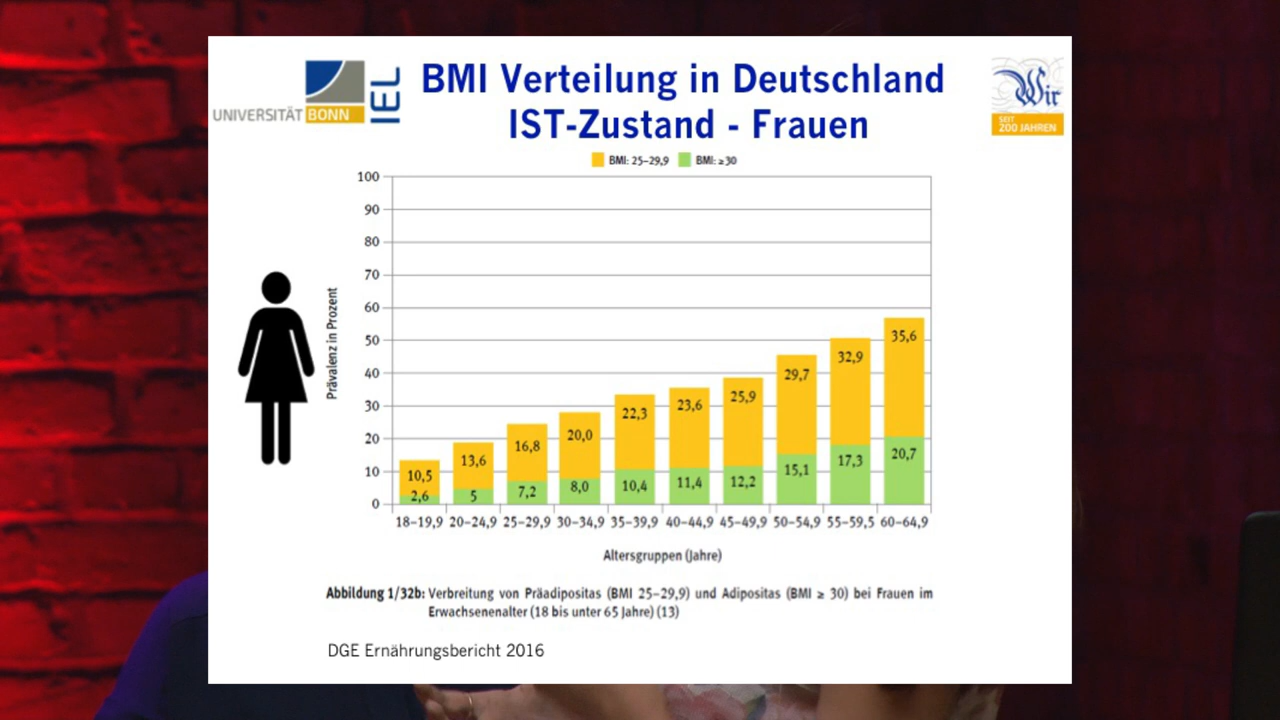 UNIVERSITÄT BONN
IEL
BMI Verteilung in Deutschland
IST-Zustand - Frauen
Wir
SEIT
200 JAHREN
BMI: 25–29,9 BMI: ≥30
Prävalenz in Prozent
100
90
80
70
60
50
40
30
20
10
0
10,5 13,6 16,8 20,0 22,3 23,6 25,9 29,7 32,9 35,6
2,6 5 7,2 8,0 10,4 11,4 12,2 15,1 17,3 20,7
18–19,9 20–24,9 25–29,9 30–34,9 35–39,9 40–44,9 45–49,9 50–54,9 55–59,5 60–64,9
Altersgruppen (Jahre)
Abbildung 1/32b: Verbreitung von Präadipositas (BMI 25–29,9) und Adipositas (BMI ≥ 30) bei Frauen im
Erwachsenenalter (18 bis unter 65 Jahre) (13)
DGE Ernährungsbericht 2016